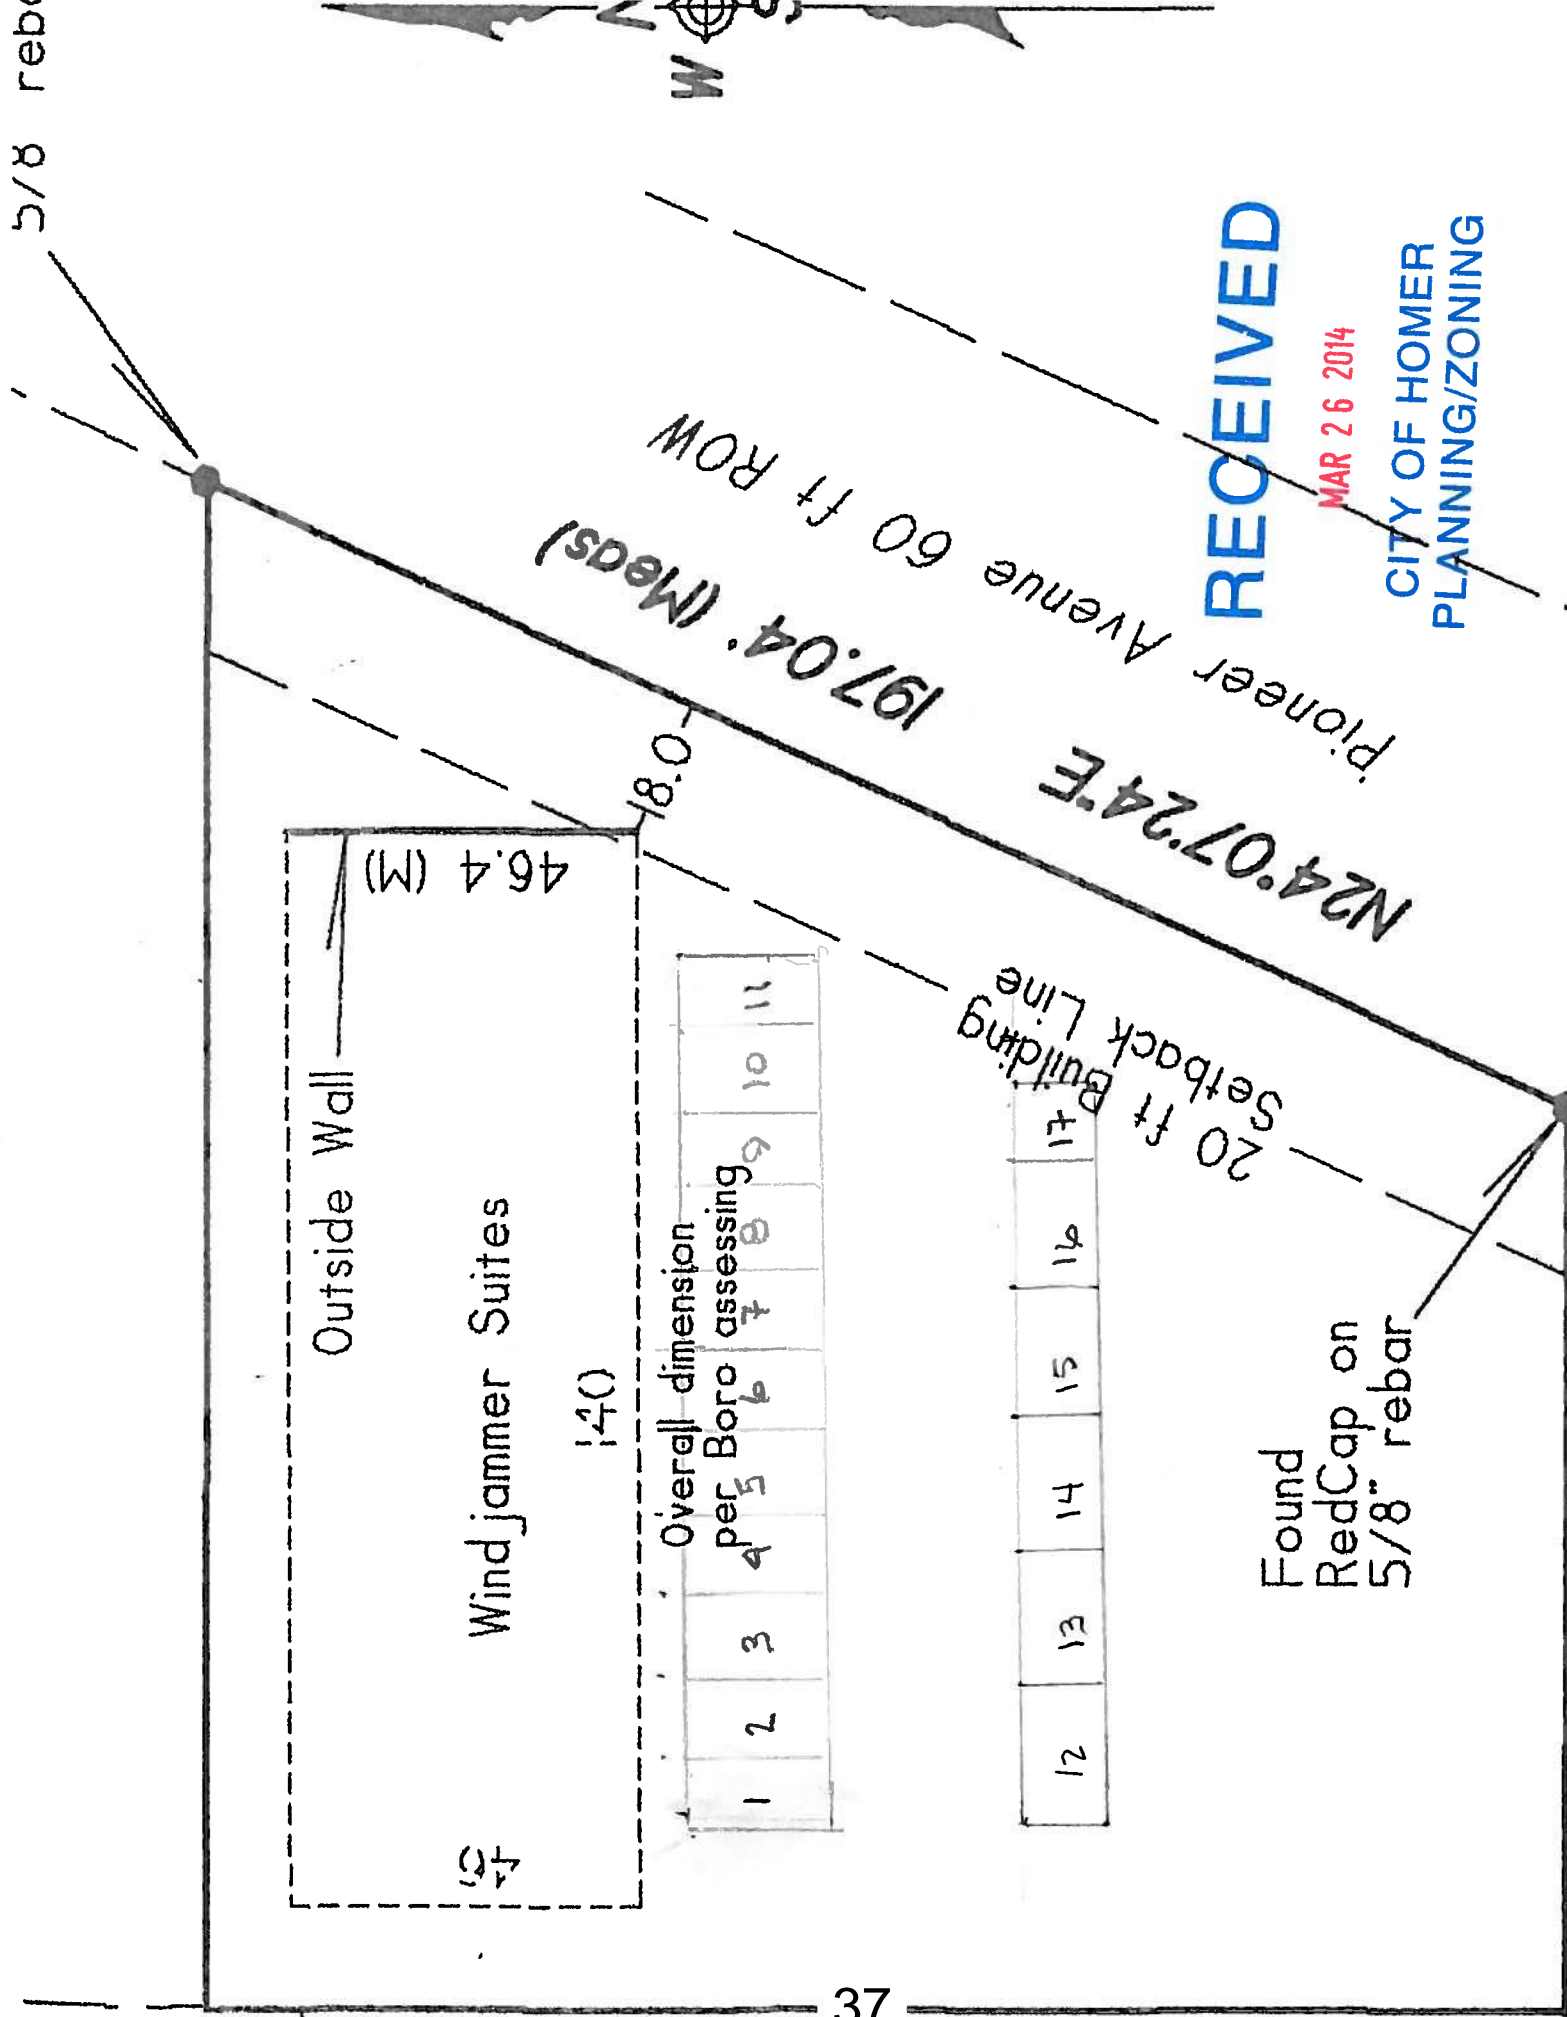 5/8 reb
W
Pioneer Avenue 60 ft ROW
N24°07'24"E 197.04' (Meas)
18.0
RECEIVED
MAR 26 2014
CITY OF HOMER
PLANNING/ZONING
Outside Wall
46.4 (M)
Windjammer Suites
140
Overall dimension
per Boro assessing
1 2 3 4 5 6 7 8 9 10 11
12 13 14 15 16 17
20 ft Building
Setback Line
Found
RedCap on
5/8" rebar
37